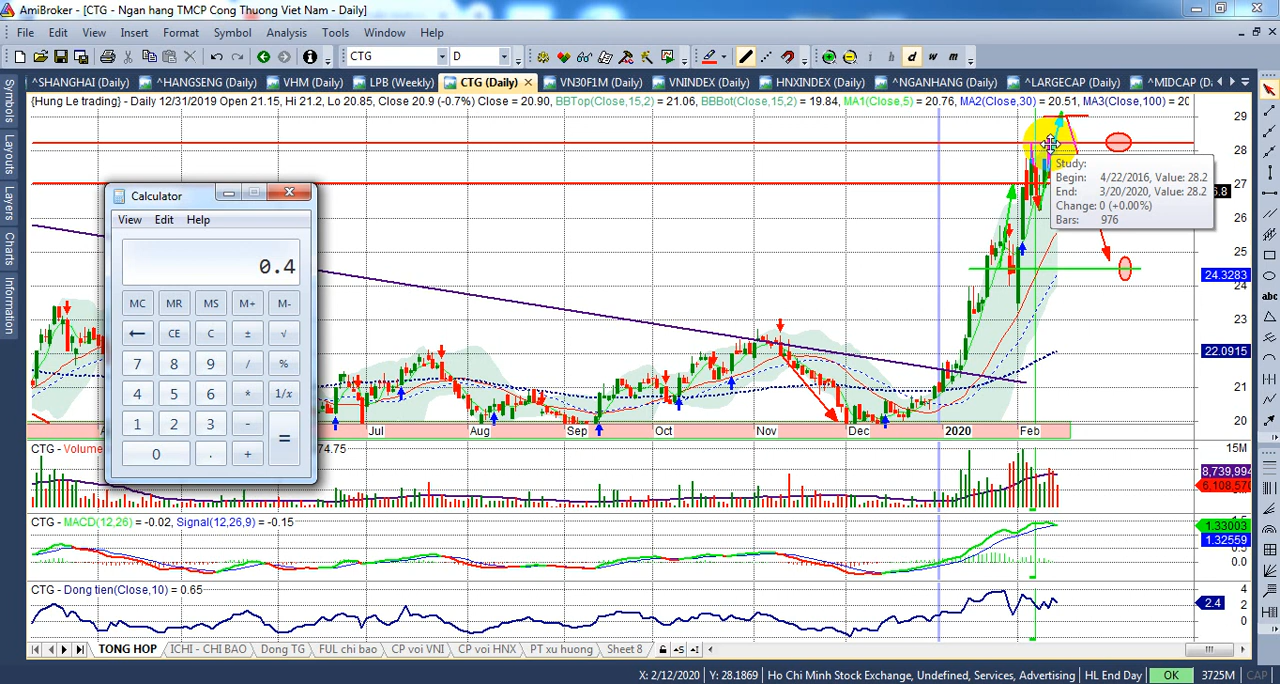 AmiBroker - [CTG - Ngan hang TMCP Cong Thuong Viet Nam - Daily]
File Edit View Insert Format Symbol Analysis Tools Window Help
CTG D i h d w m
^SHANGHAI (Daily) ^HANGSENG (Daily) VHM (Daily) LPB (Weekly) CTG (Daily) VN30F1M (Daily) VNINDEX (Daily) HNXINDEX (Daily) ^NGANHANG (Daily) ^LARGECAP (Daily) ^MIDCAP (D:
Symbols
Layouts
Layers
Charts
Information
{Hung Le trading} - Daily 12/31/2019 Open 21.15, Hi 21.2, Lo 20.85, Close 20.9 (-0.7%) Close = 20.90, BBTop(Close,15,2) = 21.06, BBBot(Close,15,2) = 19.84, MA1(Close,5) = 20.76, MA2(Close,30) = 20.51, MA3(Close,100) = 20
29
28
27
26
25
24
23
22
21
20
6.8
24.3283
22.0915
Study:
Begin: 4/22/2016, Value: 28.2
End: 3/20/2020, Value: 28.2
Change: 0 (+0.00%)
Bars: 976
Calculator
View Edit Help
0.4
MC MR MS M+ M-
← CE C ± √
7 8 9 / %
4 5 6 * 1/x
1 2 3 - =
0 . +
Jul Aug Sep Oct Nov Dec 2020 Feb
CTG - Volume
74.75
15M
8,739,994
6,108,570
CTG - MACD(12,26) = -0.02, Signal(12,26,9) = -0.15
1.33003
1.32559
0.5
0.0
CTG - Dong tien(Close,10) = 0.65
4
2.4
2
0
TONG HOP ICHI - CHI BAO Dong TG FUL chi bao CP voi VNI CP voi HNX PT xu huong Sheet 8
X: 2/12/2020 Y: 28.1869 Ho Chi Minh Stock Exchange, Undefined, Services, Advertising HL End Day OK 3725M CAP
abc